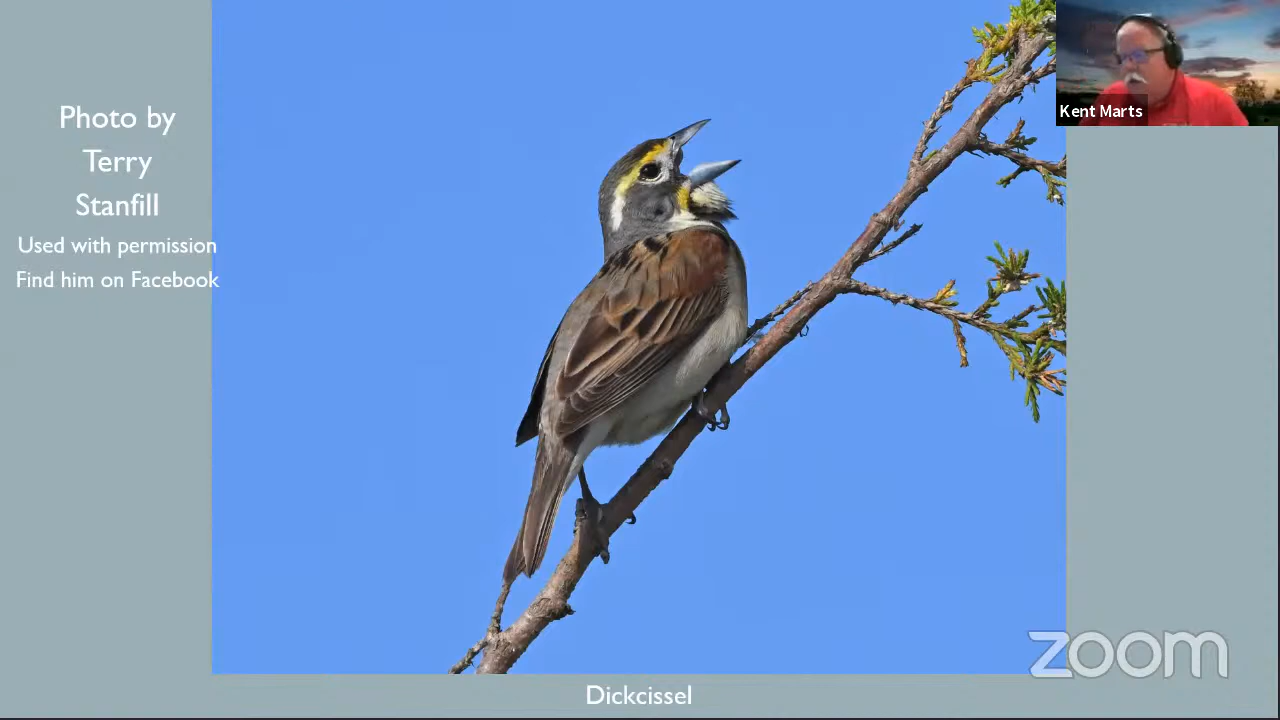 Photo by
Terry
Stanfill
Used with permission
Find him on Facebook
Kent Marts
zoom
Dickcissel